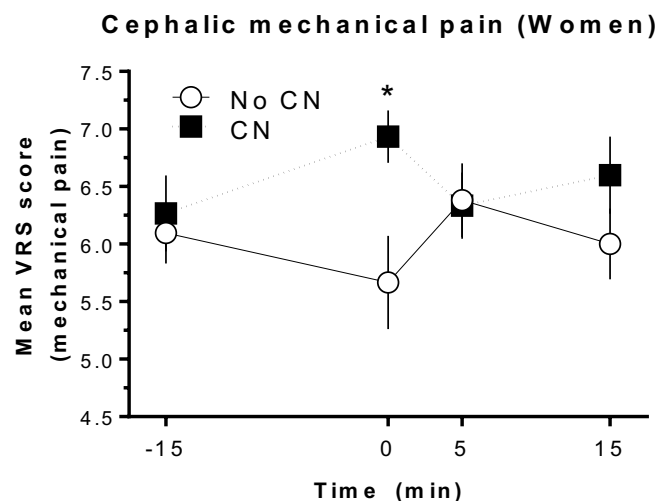 Cephalic mechanical pain (Women)
7.5
7.0
6.5
6.0
5.5
5.0
4.5
No CN
CN
*
Mean VRS score
(mechanical pain)
-15
0
5
15
Time (min)